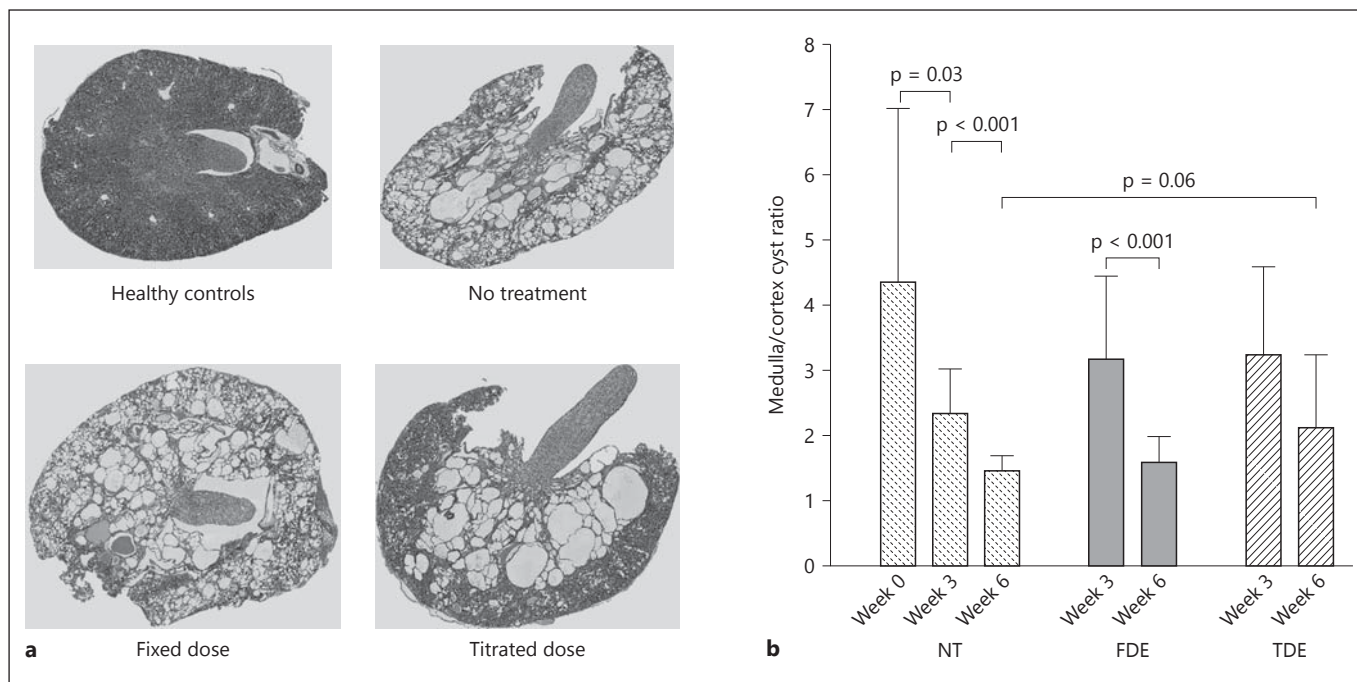 Healthy controls
No treatment
Fixed dose
Titrated dose
a
8
7
6
5
4
3
2
1
0
Medulla/cortex cyst ratio
p = 0.03
p < 0.001
p = 0.06
p < 0.001
Week 0
Week 3
Week 6
Week 3
Week 6
Week 3
Week 6
NT
FDE
TDE
b